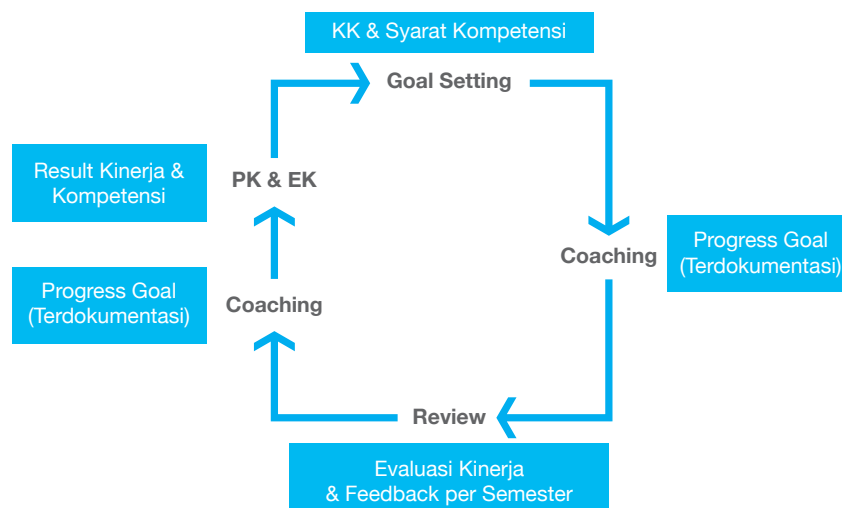 KK & Syarat Kompetensi
Goal Setting
Result Kinerja &
Kompetensi
PK & EK
Coaching
Progress Goal
(Terdokumentasi)
Progress Goal
(Terdokumentasi)
Coaching
Review
Evaluasi Kinerja
& Feedback per Semester